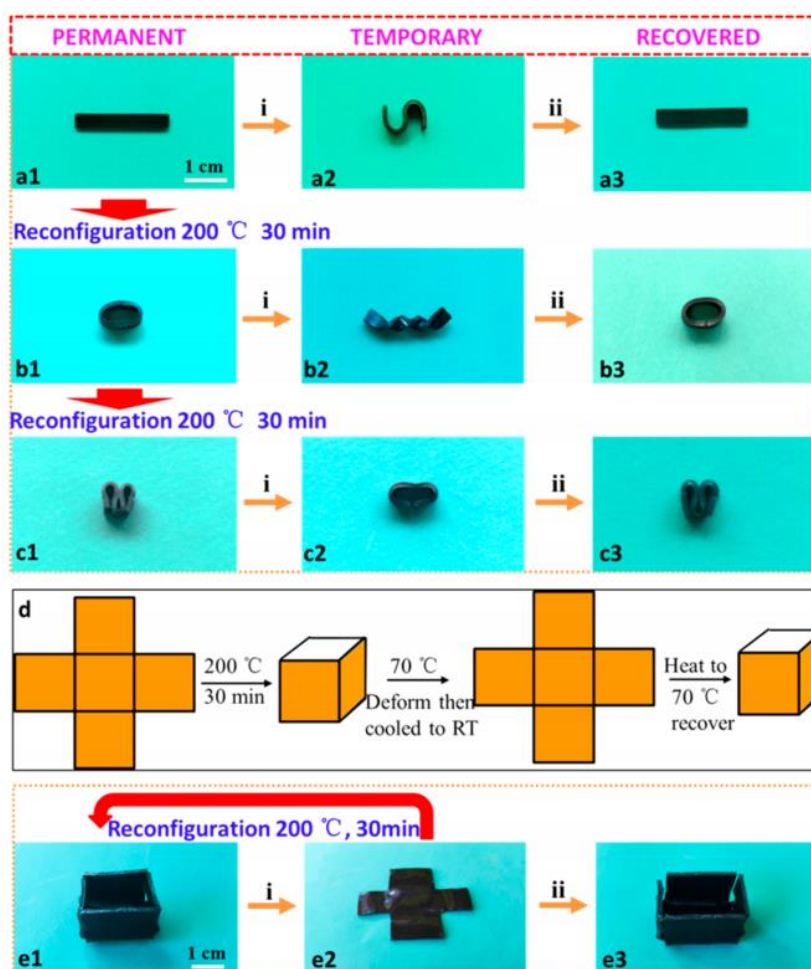 PERMANENT TEMPORARY RECOVERED
i ii
1 cm
a1 a2 a3
Reconfiguration 200 ℃ 30 min
i ii
b1 b2 b3
Reconfiguration 200 ℃ 30 min
i ii
c1 c2 c3
d
200 ℃ 70 ℃ Heat to
30 min Deform then 70 ℃
cooled to RT recover
Reconfiguration 200 ℃, 30min
i ii
1 cm
e1 e2 e3